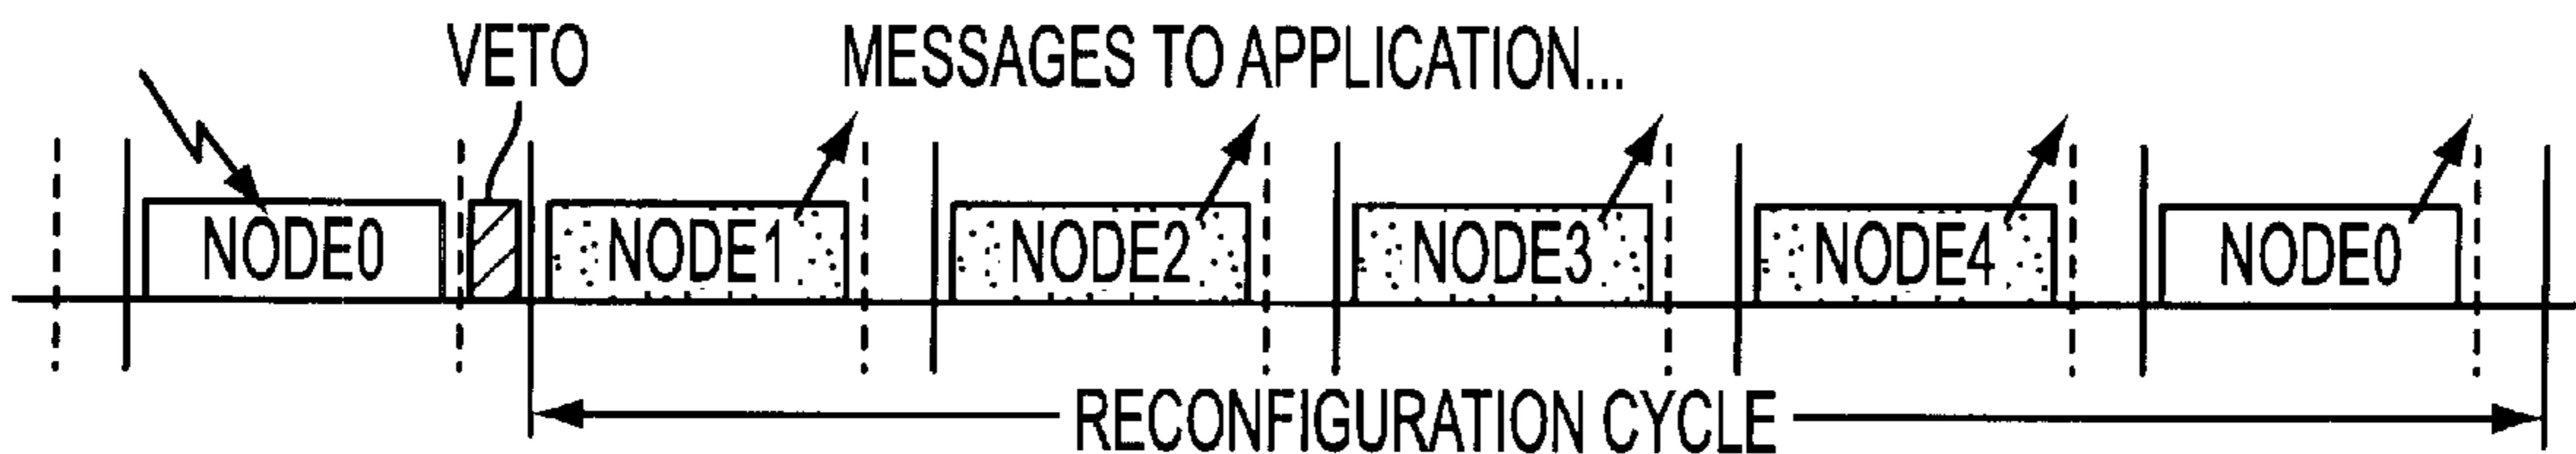 VETO
MESSAGES TO APPLICATION...
NODE0
NODE1
NODE2
NODE3
NODE4
NODE0
RECONFIGURATION CYCLE